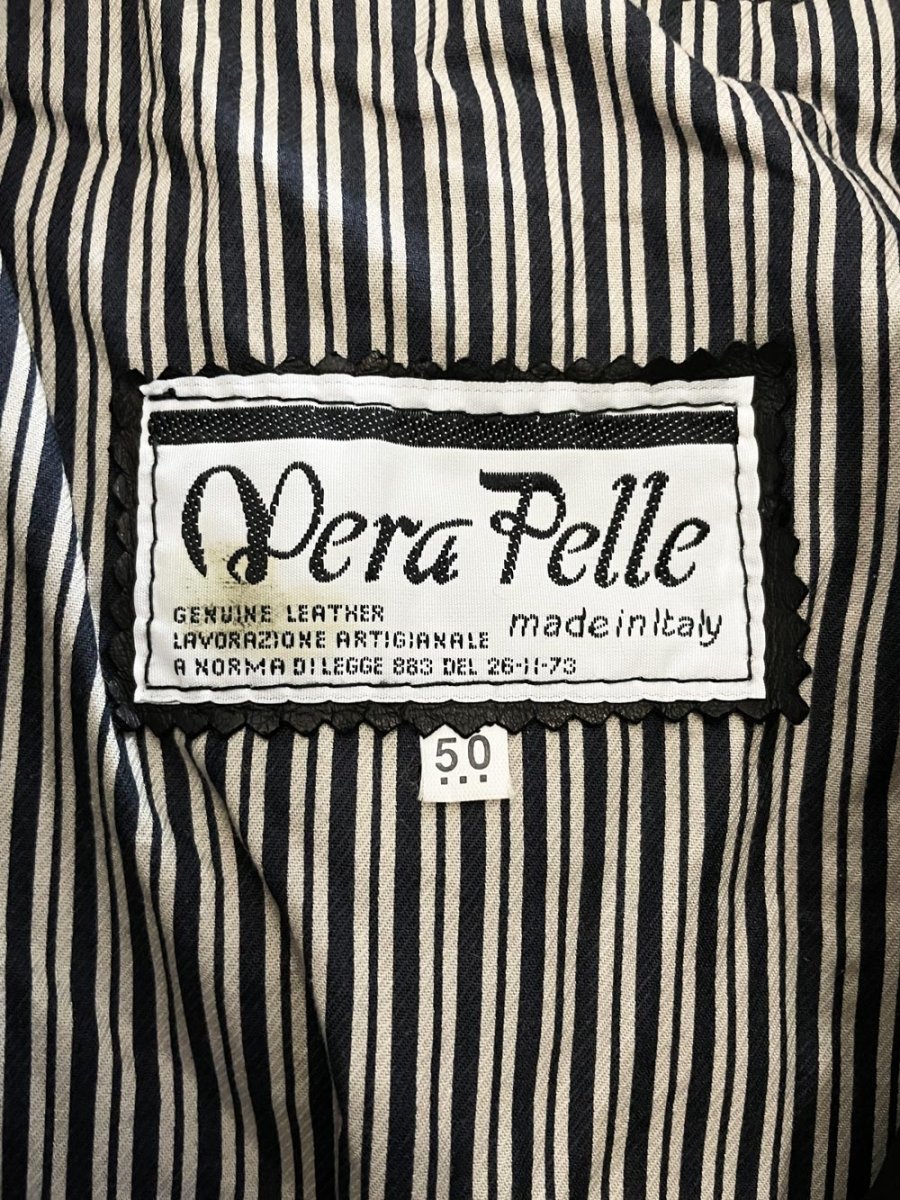 Vera Pelle
GENUINE LEATHER
made in Italy
LAVORAZIONE ARTIGIANALE
A NORMA DI LEGGE 883 DEL 26-11-73
50